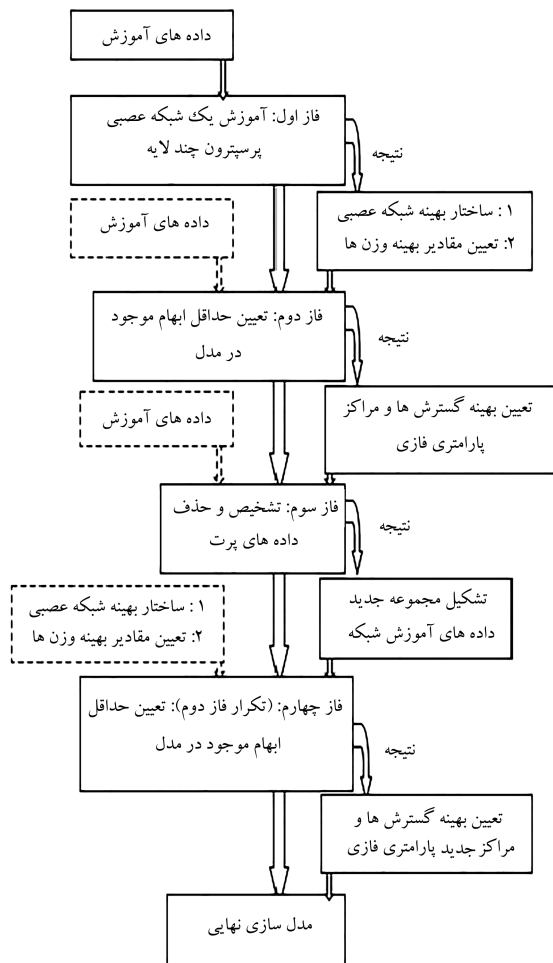 داده های آموزش
فاز اول: آموزش یک شبکه عصبی
پرسپترون چند لایه
نتیجه
۱ : ساختار بهینه شبکه عصبی
۲: تعیین مقادیر بهینه وزن ها
داده های آموزش
فاز دوم: تعیین حداقل ابهام موجود
در مدل
نتیجه
تعیین بهینه گسترش ها و مراکز
پارامتری فازی
داده های آموزش
فاز سوم: تشخیص و حذف
داده های پرت
نتیجه
تشکیل مجموعه جدید
داده های آموزش شبکه
۱ : ساختار بهینه شبکه عصبی
۲: تعیین مقادیر بهینه وزن ها
فاز چهارم: (تکرار فاز دوم): تعیین حداقل
ابهام موجود در مدل
نتیجه
تعیین بهینه گسترش ها و
مراکز جدید پارامتری فازی
مدل سازی نهایی